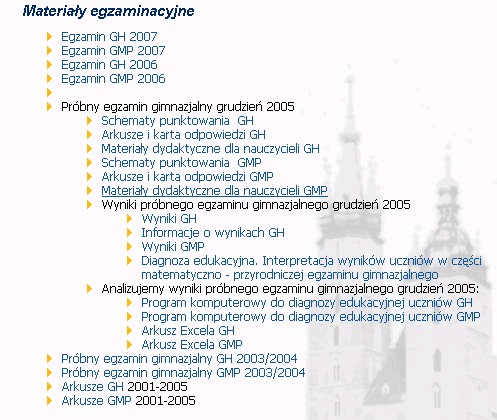 Materiały egzaminacyjne
Egzamin GH 2007
Egzamin GMP 2007
Egzamin GH 2006
Egzamin GMP 2006
Próbny egzamin gimnazjalny grudzień 2005
Schematy punktowania GH
Arkusze i karta odpowiedzi GH
Materiały dydaktyczne dla nauczycieli GH
Schematy punktowania GMP
Arkusze i karta odpowiedzi GMP
Materiały dydaktyczne dla nauczycieli GMP
Wyniki próbnego egzaminu gimnazjalnego grudzień 2005
Wyniki GH
Informacje o wynikach GH
Wyniki GMP
Diagnoza edukacyjna. Interpretacja wyników uczniów w części
matematyczno - przyrodniczej egzaminu gimnazjalnego
Analizujemy wyniki próbnego egzaminu gimnazjalnego grudzień 2005:
Program komputerowy do diagnozy edukacyjnej uczniów GH
Program komputerowy do diagnozy edukacyjnej uczniów GMP
Arkusz Excela GH
Arkusz Excela GMP
Próbny egzamin gimnazjalny GH 2003/2004
Próbny egzamin gimnazjalny GMP 2003/2004
Arkusze GH 2001-2005
Arkusze GMP 2001-2005